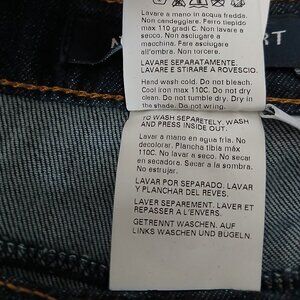 Lavare a mano in acqua fredda.
Non candeggiare. Ferro tiepido
max 110 gradi C. Non lavare
a secco. Non asciugare a
macchina. Far asciugare
all'ombra. Non strizzare.
LAVARE SEPARATAMENTE.
LAVARE E STIRARE A ROVESCIO.
Hand wash cold. Do not bleach.
Cool iron max 110C. Do not dry
clean. Do not tumble dry. Dry in
the shade. Do not wring.
TO WASH SEPARETELY. WASH
AND PRESS INSIDE OUT.
Lavar a mano en agua fria. No
decolorar. Plancha tibia max
110C. No lavar a seco. No secar
en secadora. Secar a la sombra.
No estrujar.
LAVAR POR SEPARADO. LAVAR
Y PLANCHAR DEL REVES.
LAVER SEPAREMENT. LAVER ET
REPASSER A L'ENVERS.
GETRENNT WASCHEN. AUF
LINKS WASCHEN UND BUGELN.